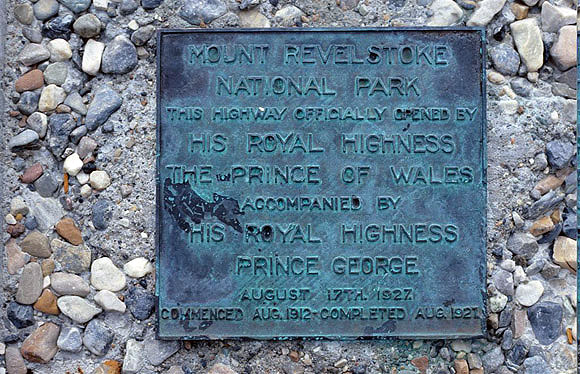 MOUNT REVELSTOKE
NATIONAL PARK
THIS HIGHWAY OFFICIALLY OPENED BY
HIS ROYAL HIGHNESS
THE PRINCE OF WALES
ACCOMPANIED BY
HIS ROYAL HIGHNESS
PRINCE GEORGE
AUGUST 17TH. 1927.
COMMENCED AUG. 1912-COMPLETED AUG. 1927.